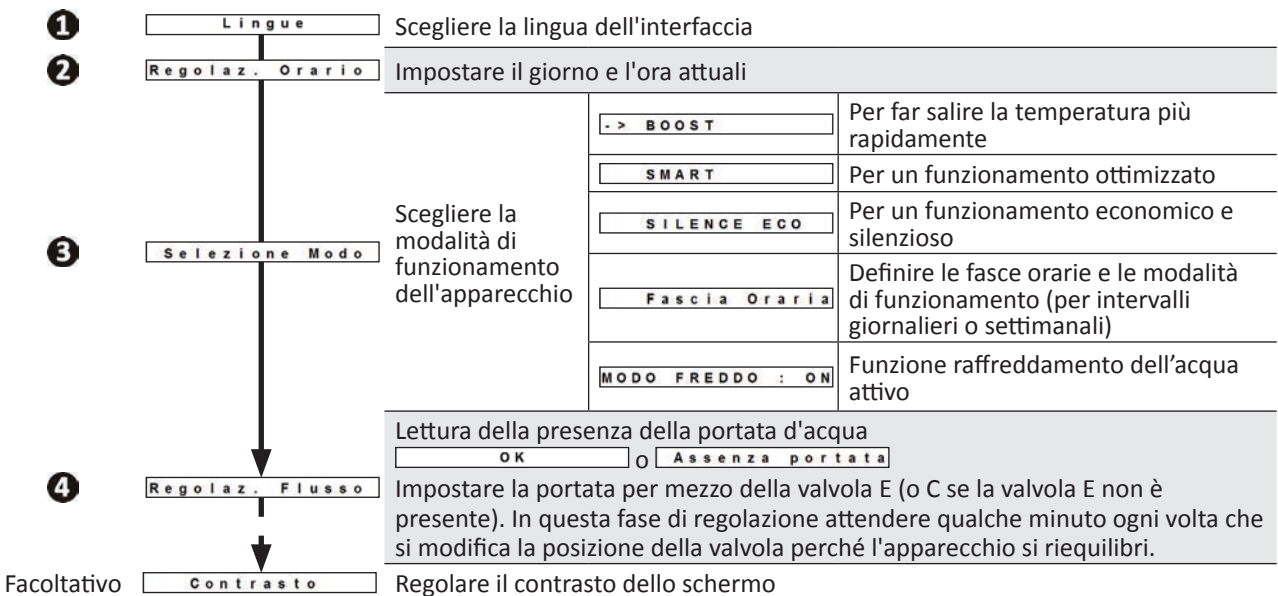 1 Lingue Scegliere la lingua dell'interfaccia
2 Regolaz. Orario Impostare il giorno e l'ora attuali
3 Selezione Modo
Scegliere la
modalità di
funzionamento
dell'apparecchio
-> BOOST
Per far salire la temperatura più
rapidamente
SMART
Per un funzionamento ottimizzato
SILENCE ECO
Per un funzionamento economico e
silenzioso
Fascia Oraria
Definire le fasce orarie e le modalità
di funzionamento (per intervalli
giornalieri o settimanali)
MODO FREDDO : ON
Funzione raffreddamento dell’acqua
attivo
4 Regolaz. Flusso
Lettura della presenza della portata d'acqua
OK o Assenza portata
Impostare la portata per mezzo della valvola E (o C se la valvola E non è
presente). In questa fase di regolazione attendere qualche minuto ogni volta che
si modifica la posizione della valvola perché l'apparecchio si riequilibri.
Facoltativo Contrasto Regolare il contrasto dello schermo